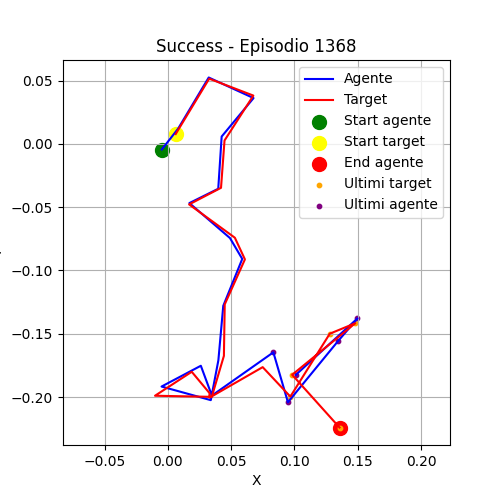 Success - Episodio 1368
Agente
Target
Start agente
Start target
End agente
Ultimi target
Ultimi agente
0.05
0.00
−0.05
−0.10
−0.15
−0.20
−0.05 0.00 0.05 0.10 0.15 0.20
X